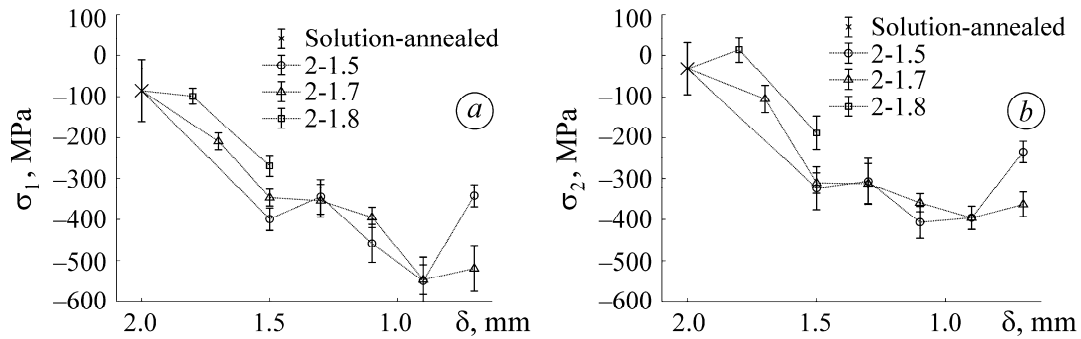 100
0
–100
–200
–300
–400
–500
–600
σ1, MPa
Solution-annealed
2-1.5
2-1.7
2-1.8
a
2.0 1.5 1.0 δ, mm
100
0
–100
–200
–300
–400
–500
–600
σ2, MPa
Solution-annealed
2-1.5
2-1.7
2-1.8
b
2.0 1.5 1.0 δ, mm